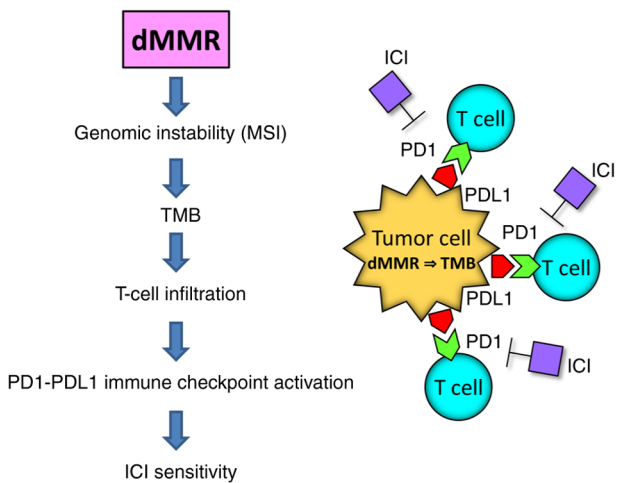 dMMR
Genomic instability (MSI)
TMB
T-cell infiltration
PD1-PDL1 immune checkpoint activation
ICI sensitivity
ICI
T cell
PD1
PDL1
ICI
PD1
Tumor cell
dMMR ⇒ TMB
T cell
PDL1
PD1
ICI
T cell